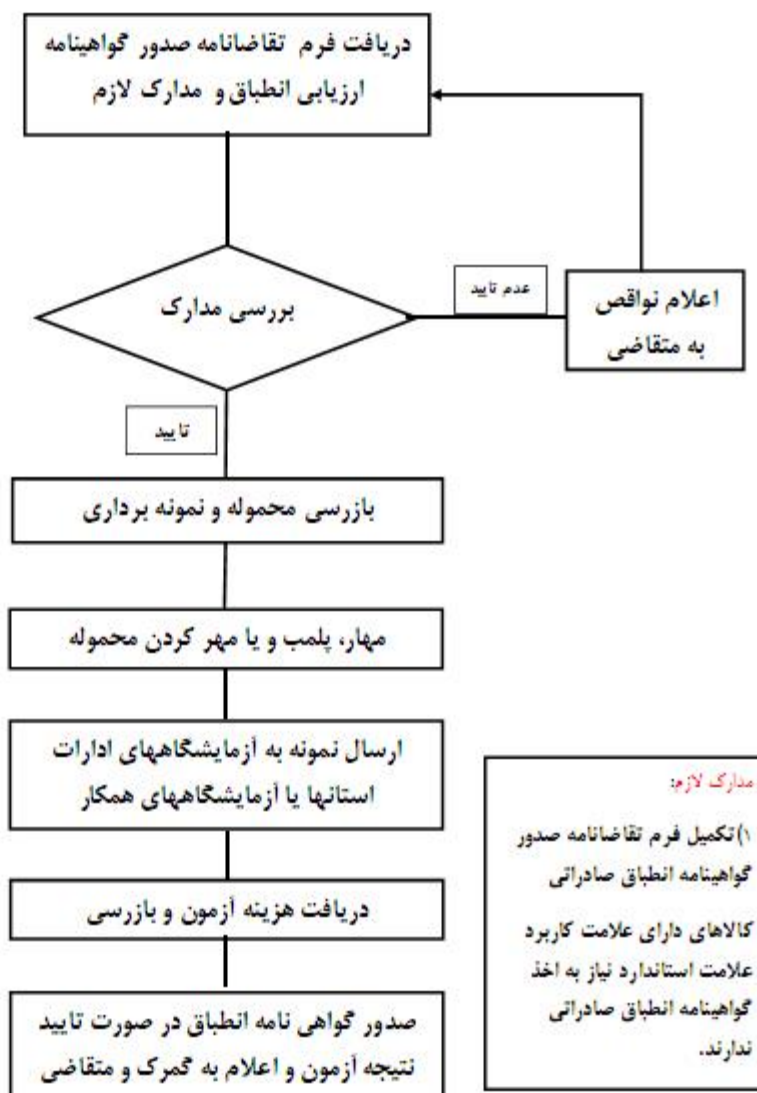 دریافت فرم تقاضانامه صدور گواهینامه
ارزیابی انطباق و مدارک لازم
بررسی مدارک
عدم تایید
اعلام نواقص
به متقاضی
تایید
بازرسی محموله و نمونه برداری
مهار، پلمب و یا مهر کردن محموله
ارسال نمونه به آزمایشگاههای ادارات
استانها یا آزمایشگاههای همکار
دریافت هزینه آزمون و بازرسی
صدور گواهی نامه انطباق در صورت تایید
نتیجه آزمون و اعلام به گمرک و متقاضی
مدارک لازم:
۱)تکمیل فرم تقاضانامه صدور
گواهینامه انطباق صادراتی
کالاهای دارای علامت کاربرد
علامت استاندارد نیاز به اخذ
گواهینامه انطباق صادراتی
ندارند.